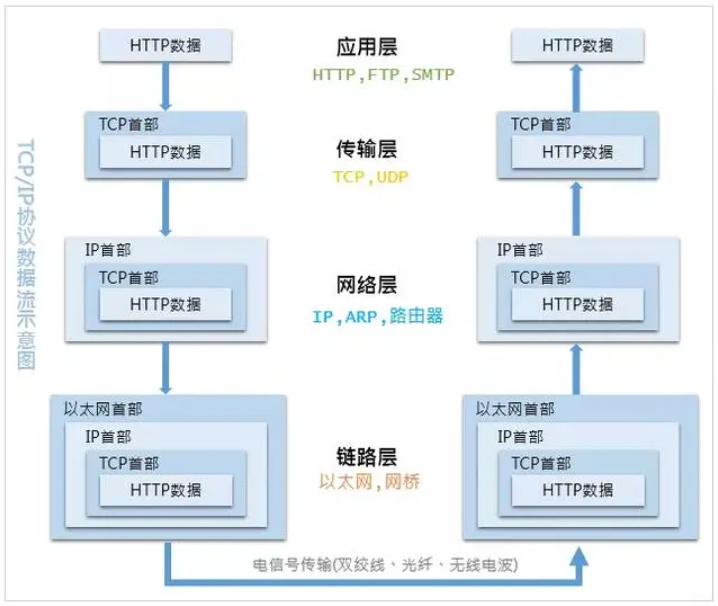 TCP/IP协议数据流示意图
HTTP数据
应用层
HTTP,FTP,SMTP
HTTP数据
TCP首部
HTTP数据
传输层
TCP,UDP
TCP首部
HTTP数据
IP首部
TCP首部
HTTP数据
网络层
IP,ARP,路由器
IP首部
TCP首部
HTTP数据
以太网首部
IP首部
TCP首部
HTTP数据
链路层
以太网,网桥
以太网首部
IP首部
TCP首部
HTTP数据
电信号传输(双绞线、光纤、无线电波)